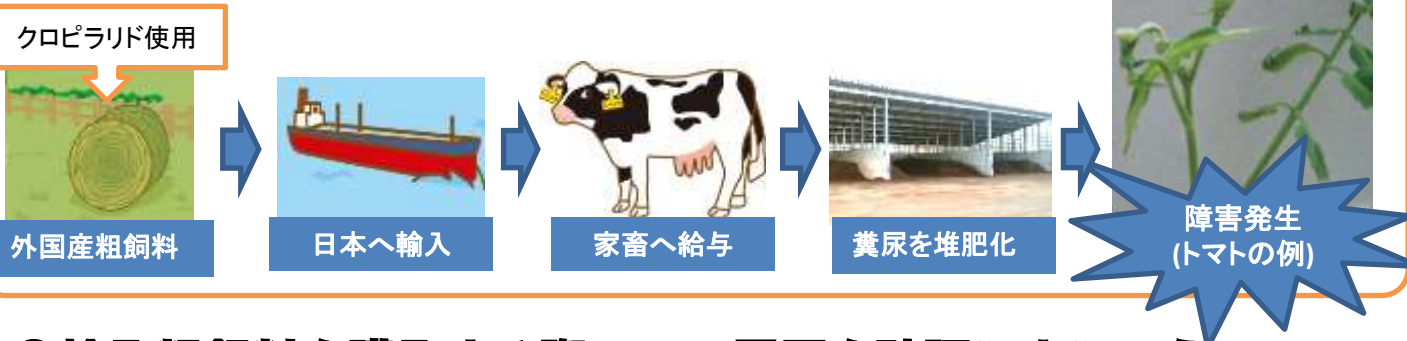 クロピラリド使用
外国産粗飼料
日本へ輸入
家畜へ給与
糞尿を堆肥化
障害発生
(トマトの例)